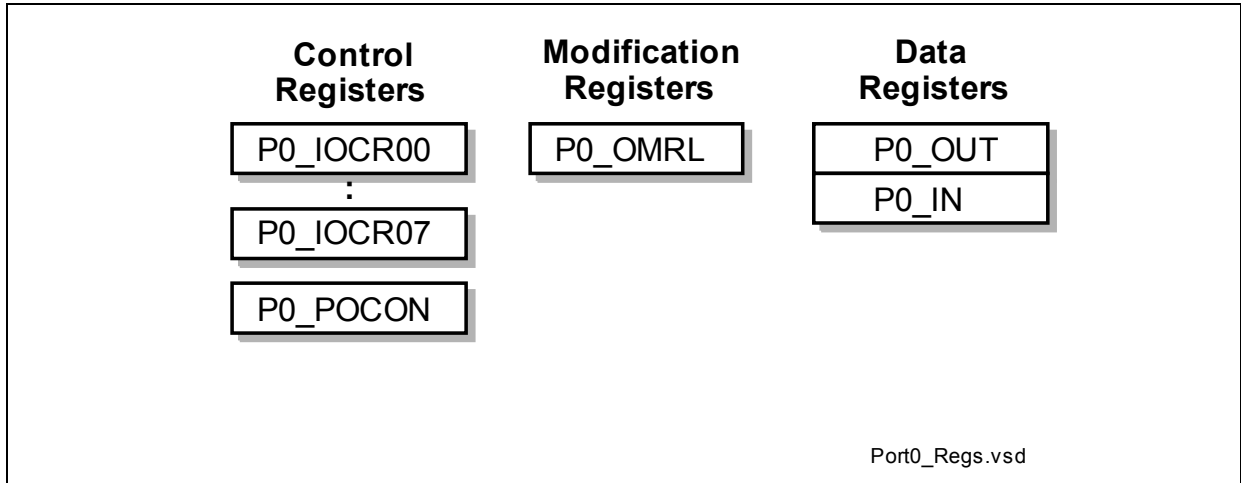 Control
Registers
P0_IOCR00
:
P0_IOCR07
P0_POCON
Modification
Registers
P0_OMRL
Data
Registers
P0_OUT
P0_IN
Port0_Regs.vsd